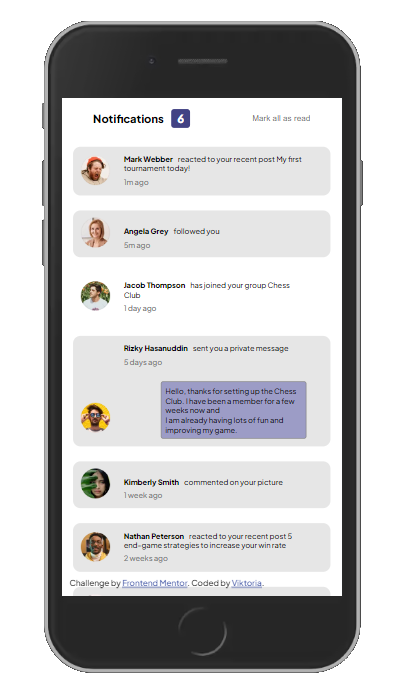 Notifications 6 Mark all as read
Mark Webber reacted to your recent post My first
tournament today!
1m ago
Angela Grey followed you
5m ago
Jacob Thompson has joined your group Chess
Club
1 day ago
Rizky Hasanuddin sent you a private message
5 days ago
Hello, thanks for setting up the Chess
Club. I have been a member for a few
weeks now and
I am already having lots of fun and
improving my game.
Kimberly Smith commented on your picture
1 week ago
Nathan Peterson reacted to your recent post 5
end-game strategies to increase your win rate
2 weeks ago
Challenge by Frontend Mentor. Coded by Viktoria.